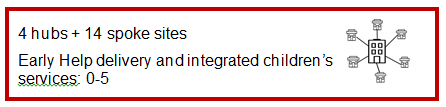 4 hubs + 14 spoke sites
Early Help delivery and integrated children's
services: 0-5